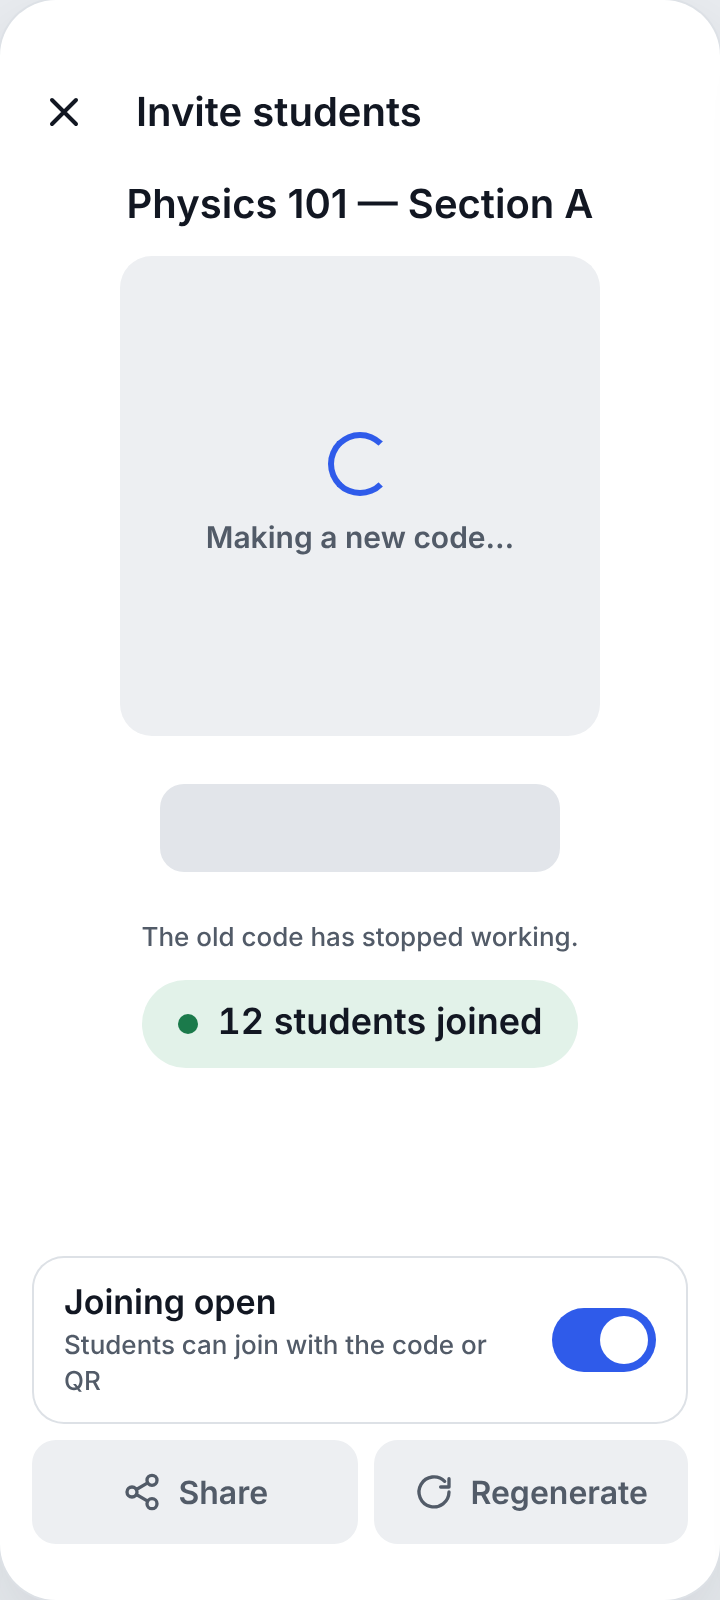 Invite students
Physics 101 — Section A
Making a new code...
The old code has stopped working.
12 students joined
Joining open
Students can join with the code or
QR
Share
Regenerate